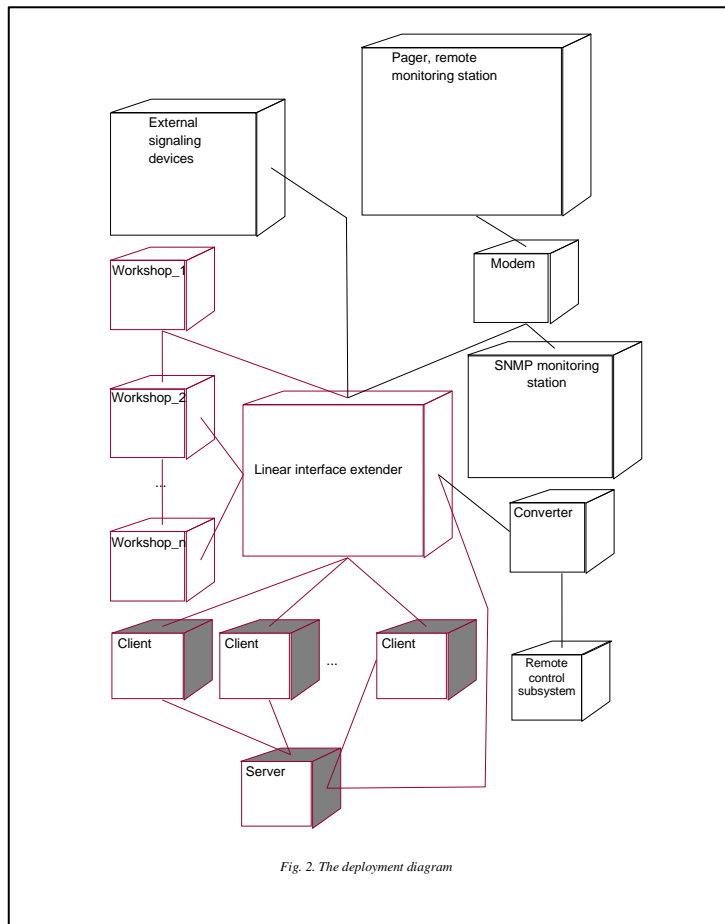 Pager, remote
monitoring station
External
signaling
devices
Workshop_1
Modem
SNMP monitoring
station
Workshop_2
Linear interface extender
...
Converter
Workshop_n
Client
Client
...
Client
Remote
control
subsystem
Server
Fig. 2. The deployment diagram